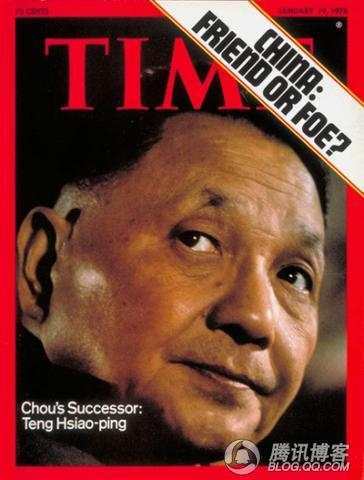 75 CENTS
JANUARY 19, 1976
TIME
®
CHINA:
FRIEND OR FOE?
Chou's Successor:
Teng Hsiao-ping
腾讯博客
BLOG.QQ.COM